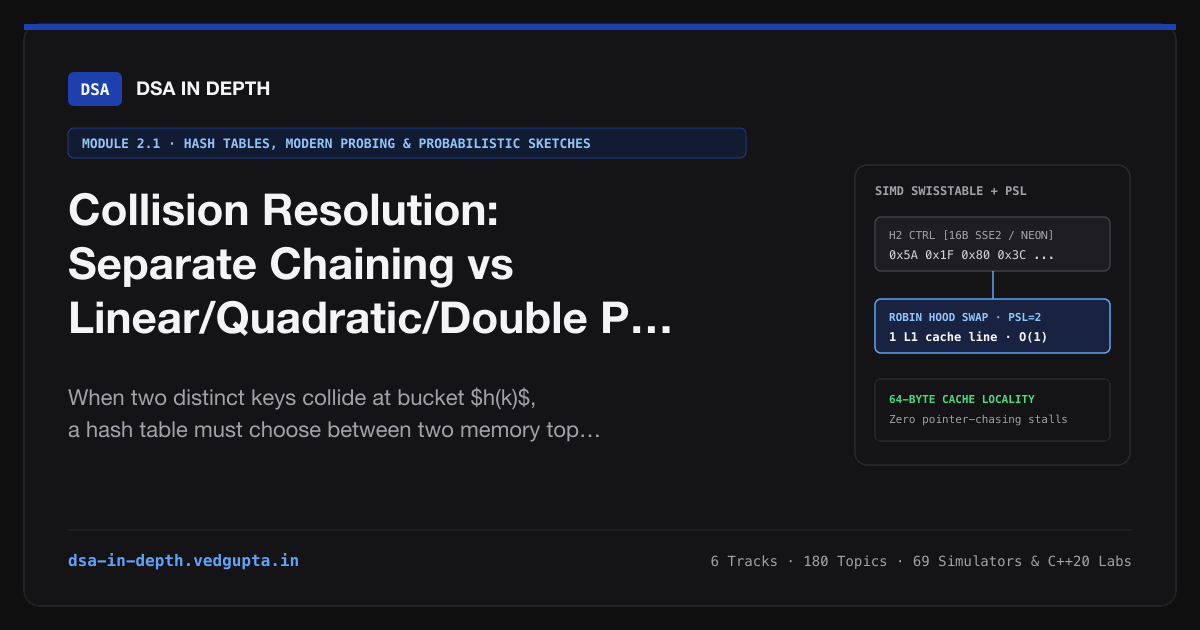 DSA
DSA IN DEPTH
MODULE 2.1 · HASH TABLES, MODERN PROBING & PROBABILISTIC SKETCHES
Collision Resolution:
Separate Chaining vs
Linear/Quadratic/Double P…
When two distinct keys collide at bucket $h(k)$,
a hash table must choose between two memory top…
SIMD SWISSTABLE + PSL
H2 CTRL [16B SSE2 / NEON]
0x5A 0x1F 0x80 0x3C ...
ROBIN HOOD SWAP · PSL=2
1 L1 cache line · O(1)
64-BYTE CACHE LOCALITY
Zero pointer-chasing stalls
dsa-in-depth.vedgupta.in
6 Tracks · 180 Topics · 69 Simulators & C++20 Labs